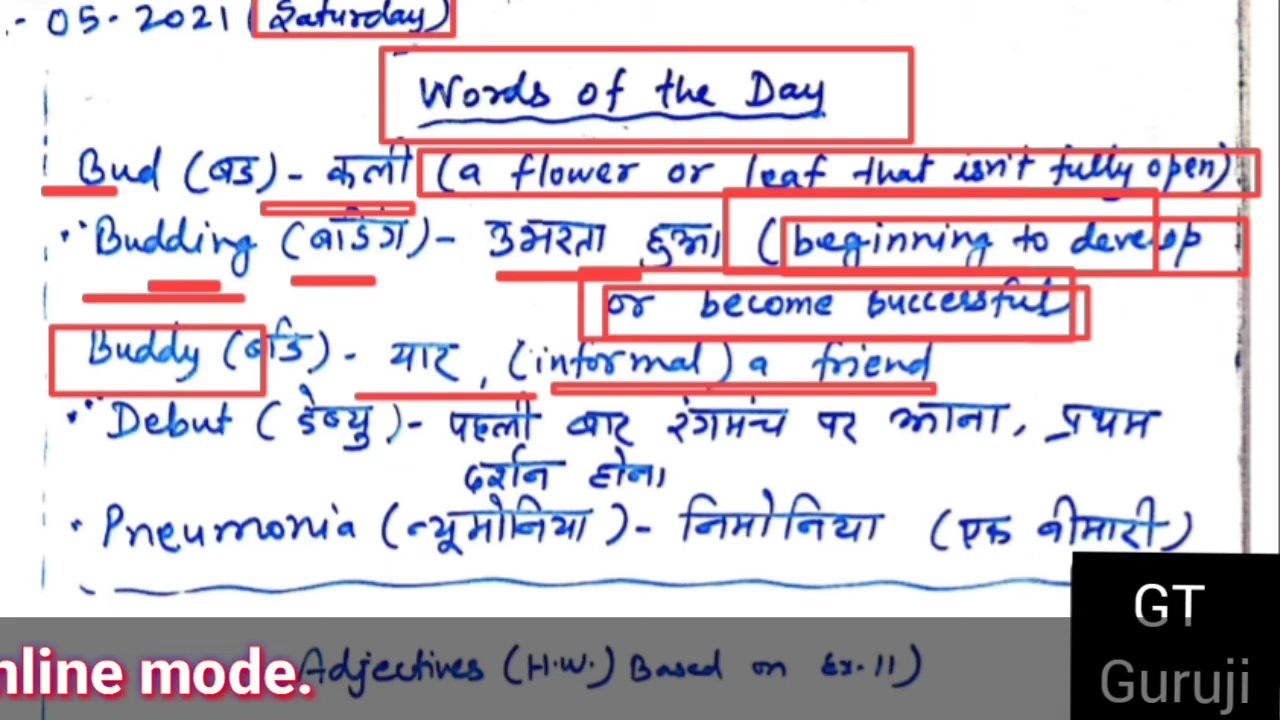 05.2021 (Saturday)
Words of the Day
Bud (बड) - कली (a flower or leaf that isn't fully open)
Budding (बडिंग) - उभरता हुआ (beginning to develop
or become successful
Buddy (बडि) - यार, (informal) a friend
Debut (डेब्यु) - पहली बार रंगमंच पर आना, प्रथम
दर्शन होना
Pneumonia (न्यूमोनिया) - निमोनिया (एक बीमारी)
Adjectives (H.W.) Based on Ex-11)
nline mode.
GT
Guruji